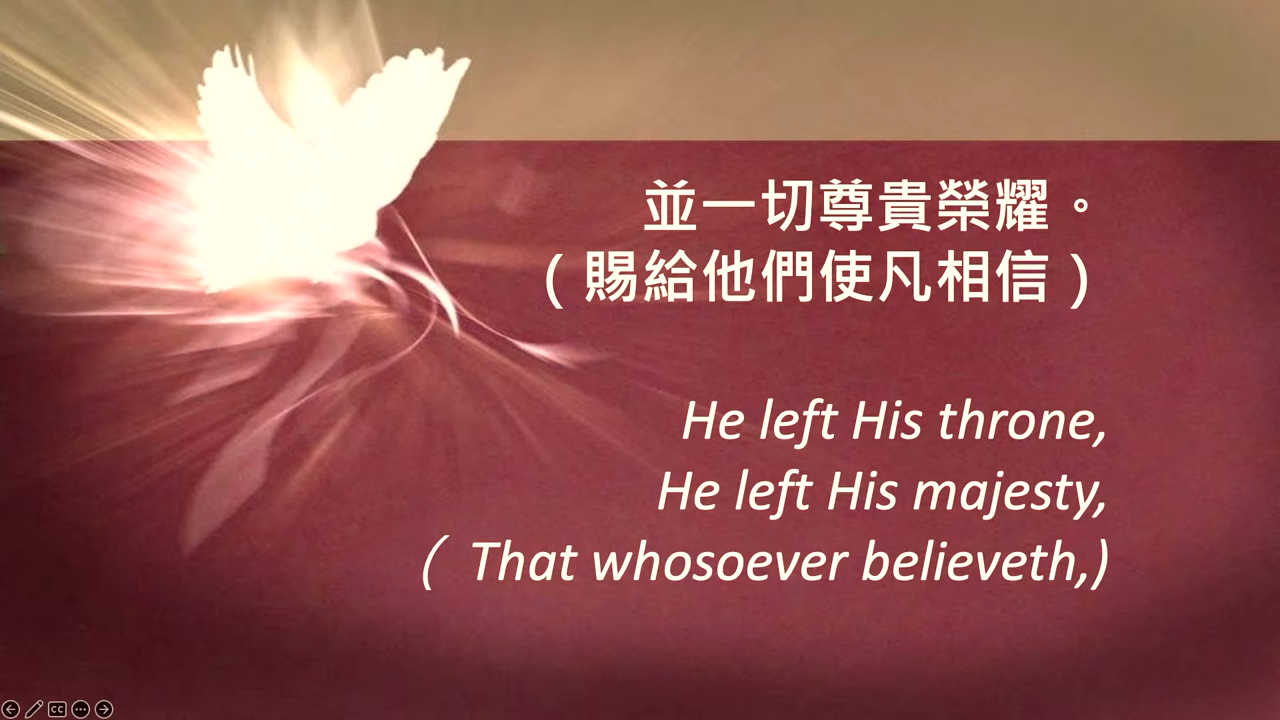 並一切尊貴榮耀。
(賜給他們使凡相信)
He left His throne,
He left His majesty,
( That whosoever believeth,)
CC